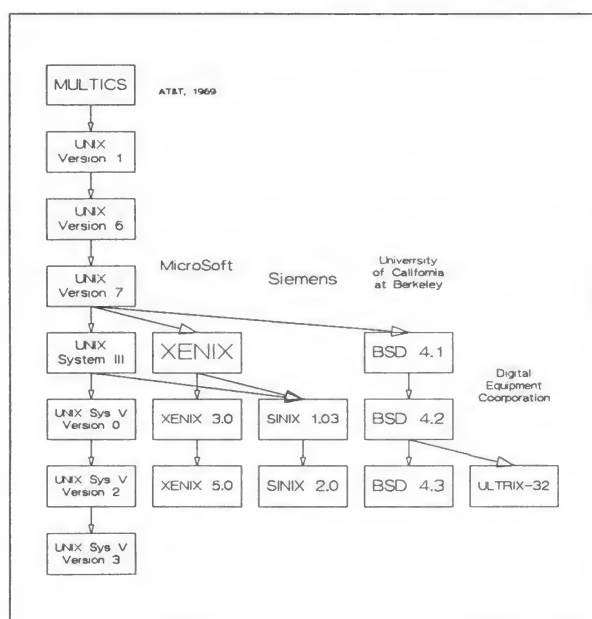 MULTICS
AT&T, 1969
UNIX
Version 1
UNIX
Version 6
MicroSoft
Siemens
Univerrsity
of California
at Berkeley
UNIX
Version 7
UNIX
System III
XENIX
BSD 4.1
Digital
Equipment
Coorporation
UNIX Sys V
Version 0
XENIX 3.0
SINIX 1.03
BSD 4.2
UNIX Sys V
Version 2
XENIX 5.0
SINIX 2.0
BSD 4.3
ULTRIX-32
UNIX Sys V
Version 3